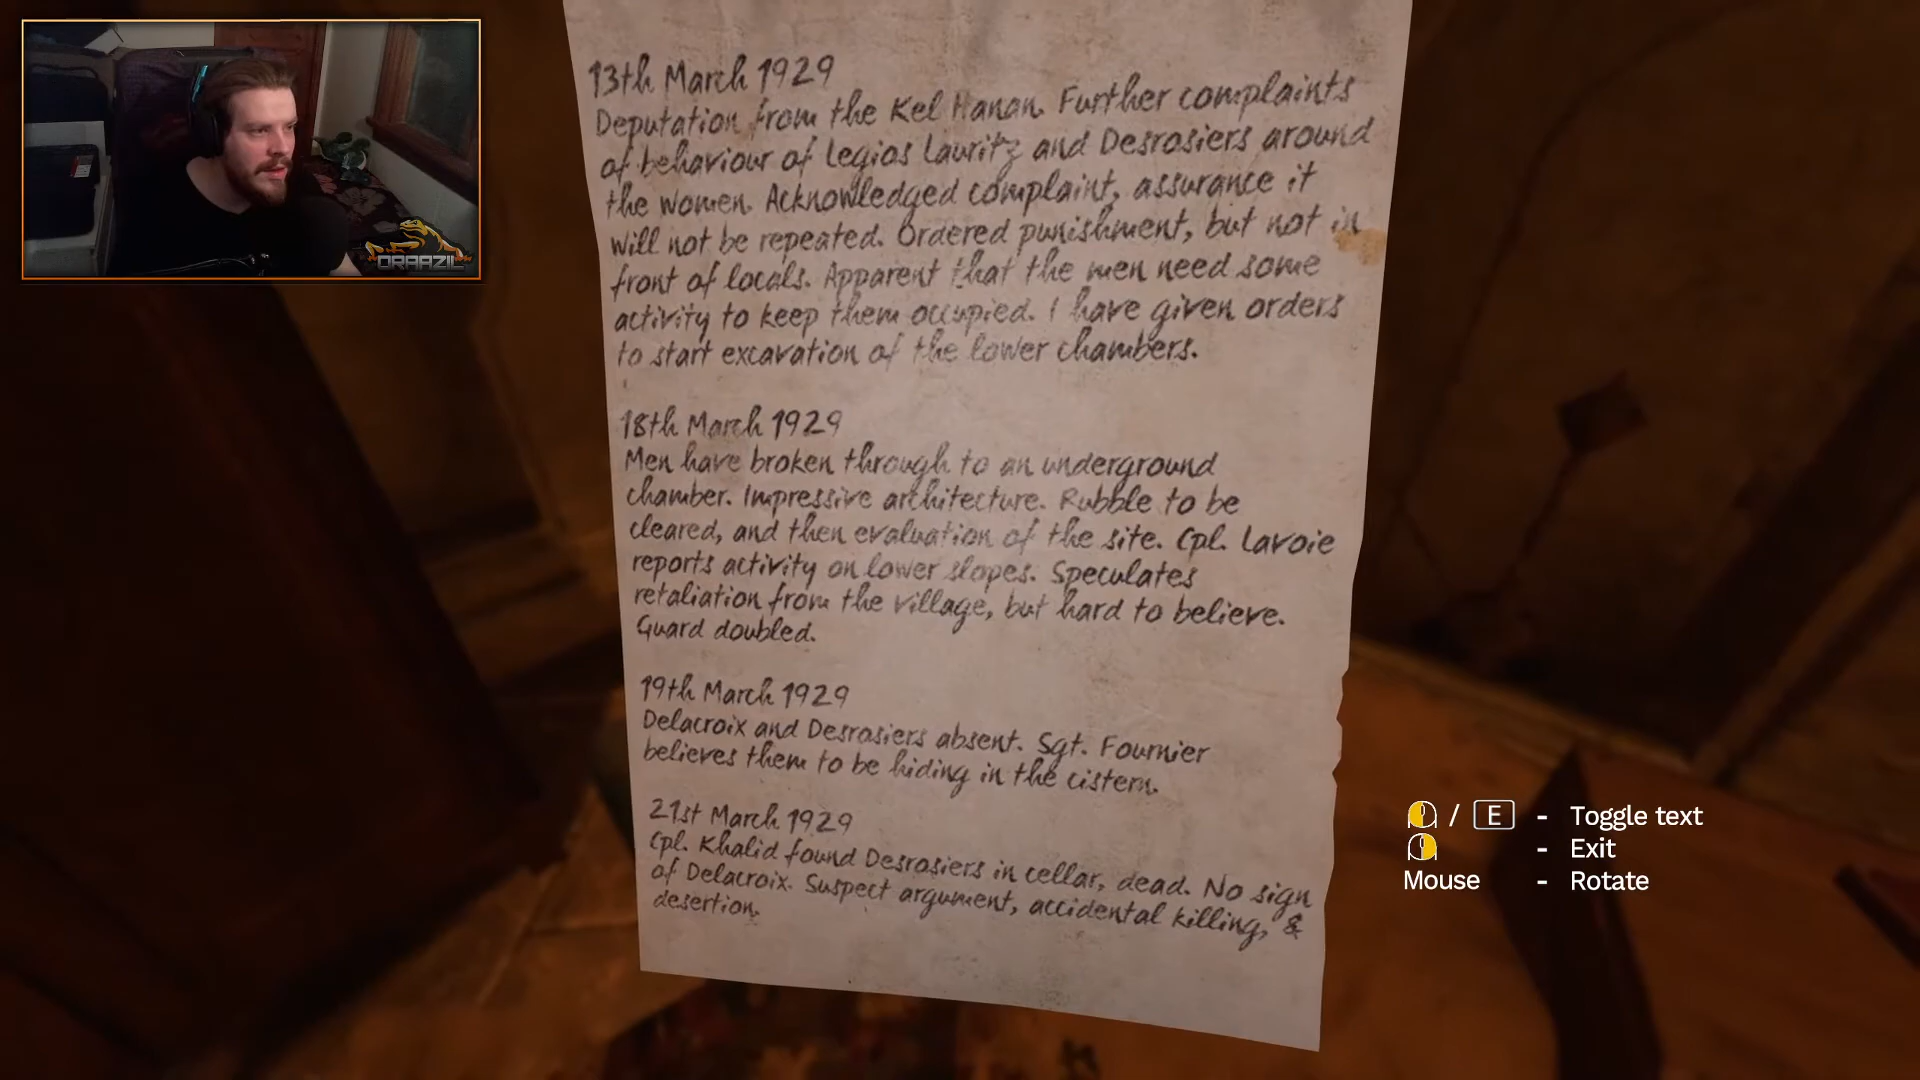 DRAAZIL
13th March 1929
Deputation from the Kel Hanan. Further complaints
of behaviour of Legios Lauritz and Desrosiers around
the women. Acknowledged complaint, assurance it
will not be repeated. Ordered punishment, but not in
front of locals. Apparent that the men need some
activity to keep them occupied. I have given orders
to start excavation of the lower chambers.
18th March 1929
Men have broken through to an underground
chamber. Impressive architecture. Rubble to be
cleared, and then evaluation of the site. Cpl. Lavoie
reports activity on lower slopes. Speculates
retaliation from the village, but hard to believe.
Guard doubled.
19th March 1929
Delacroix and Desrosiers absent. Sgt. Fournier
believes them to be hiding in the cistern.
21st March 1929
Cpl. Khalid found Desrosiers in cellar, dead. No sign
of Delacroix. Suspect argument, accidental killing, &
desertion.
/ E - Toggle text
- Exit
Mouse - Rotate